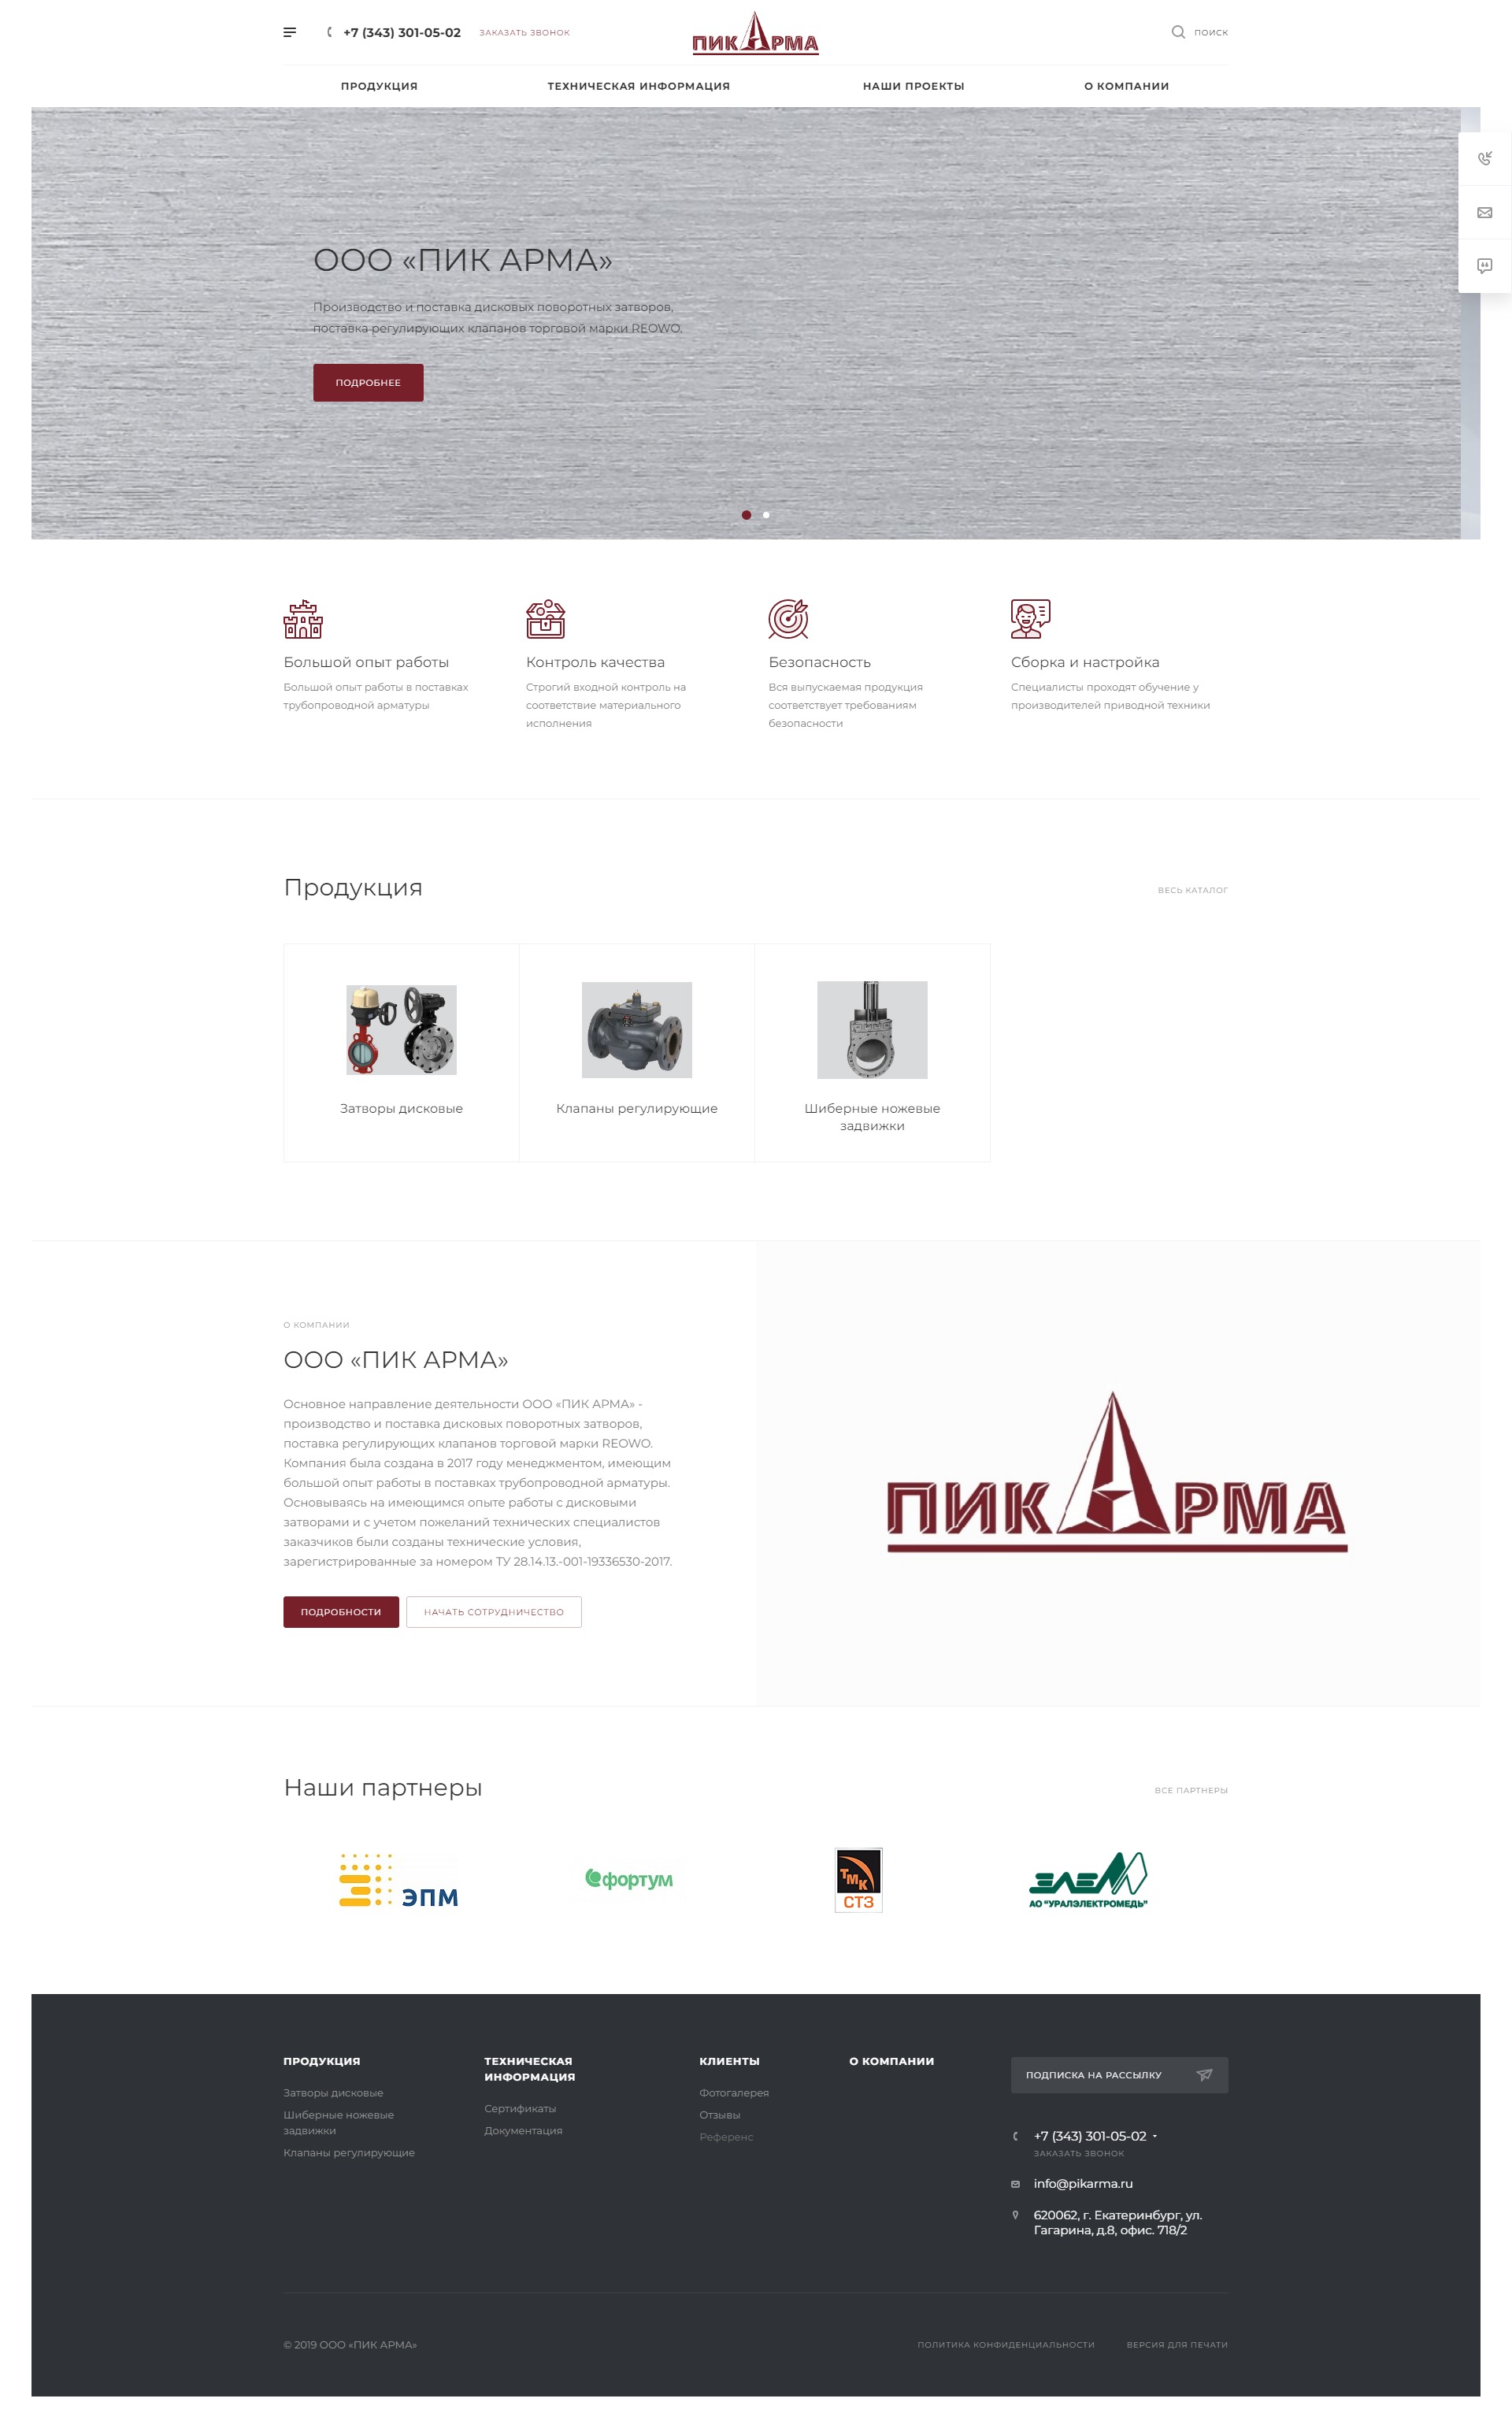 +7 (343) 301-05-02
ЗАКАЗАТЬ ЗВОНОК
ПИК АРМА
ПОИСК
ПРОДУКЦИЯ
ТЕХНИЧЕСКАЯ ИНФОРМАЦИЯ
НАШИ ПРОЕКТЫ
О КОМПАНИИ
ООО «ПИК АРМА»
Производство и поставка дисковых поворотных затворов,
поставка регулирующих клапанов торговой марки REOWO.
ПОДРОБНЕЕ
Большой опыт работы
Большой опыт работы в поставках
трубопроводной арматуры
Контроль качества
Строгий входной контроль на
соответствие материального
исполнения
Безопасность
Вся выпускаемая продукция
соответствует требованиям
безопасности
Сборка и настройка
Специалисты проходят обучение у
производителей приводной техники
Продукция
ВЕСЬ КАТАЛОГ
Затворы дисковые
Клапаны регулирующие
Шиберные ножевые
задвижки
О КОМПАНИИ
ООО «ПИК АРМА»
Основное направление деятельности ООО «ПИК АРМА» -
производство и поставка дисковых поворотных затворов,
поставка регулирующих клапанов торговой марки REOWO.
Компания была создана в 2017 году менеджментом, имеющим
большой опыт работы в поставках трубопроводной арматуры.
Основываясь на имеющимся опыте работы с дисковыми
затворами и с учетом пожеланий технических специалистов
заказчиков были созданы технические условия,
зарегистрированные за номером ТУ 28.14.13.-001-19336530-2017.
ПОДРОБНОСТИ
НАЧАТЬ СОТРУДНИЧЕСТВО
ПИК АРМА
Наши партнеры
ВСЕ ПАРТНЕРЫ
ЭПМ
фортум
ТМК
СТЗ
ЭЛЕМ
АО "УРАЛЭЛЕКТРОМЕДЬ"
ПРОДУКЦИЯ
Затворы дисковые
Шиберные ножевые
задвижки
Клапаны регулирующие
ТЕХНИЧЕСКАЯ
ИНФОРМАЦИЯ
Сертификаты
Документация
КЛИЕНТЫ
Фотогалерея
Отзывы
Референс
О КОМПАНИИ
ПОДПИСКА НА РАССЫЛКУ
+7 (343) 301-05-02
ЗАКАЗАТЬ ЗВОНОК
info@pikarma.ru
620062, г. Екатеринбург, ул.
Гагарина, д.8, офис. 718/2
© 2019 ООО «ПИК АРМА»
ПОЛИТИКА КОНФИДЕНЦИАЛЬНОСТИ
ВЕРСИЯ ДЛЯ ПЕЧАТИ